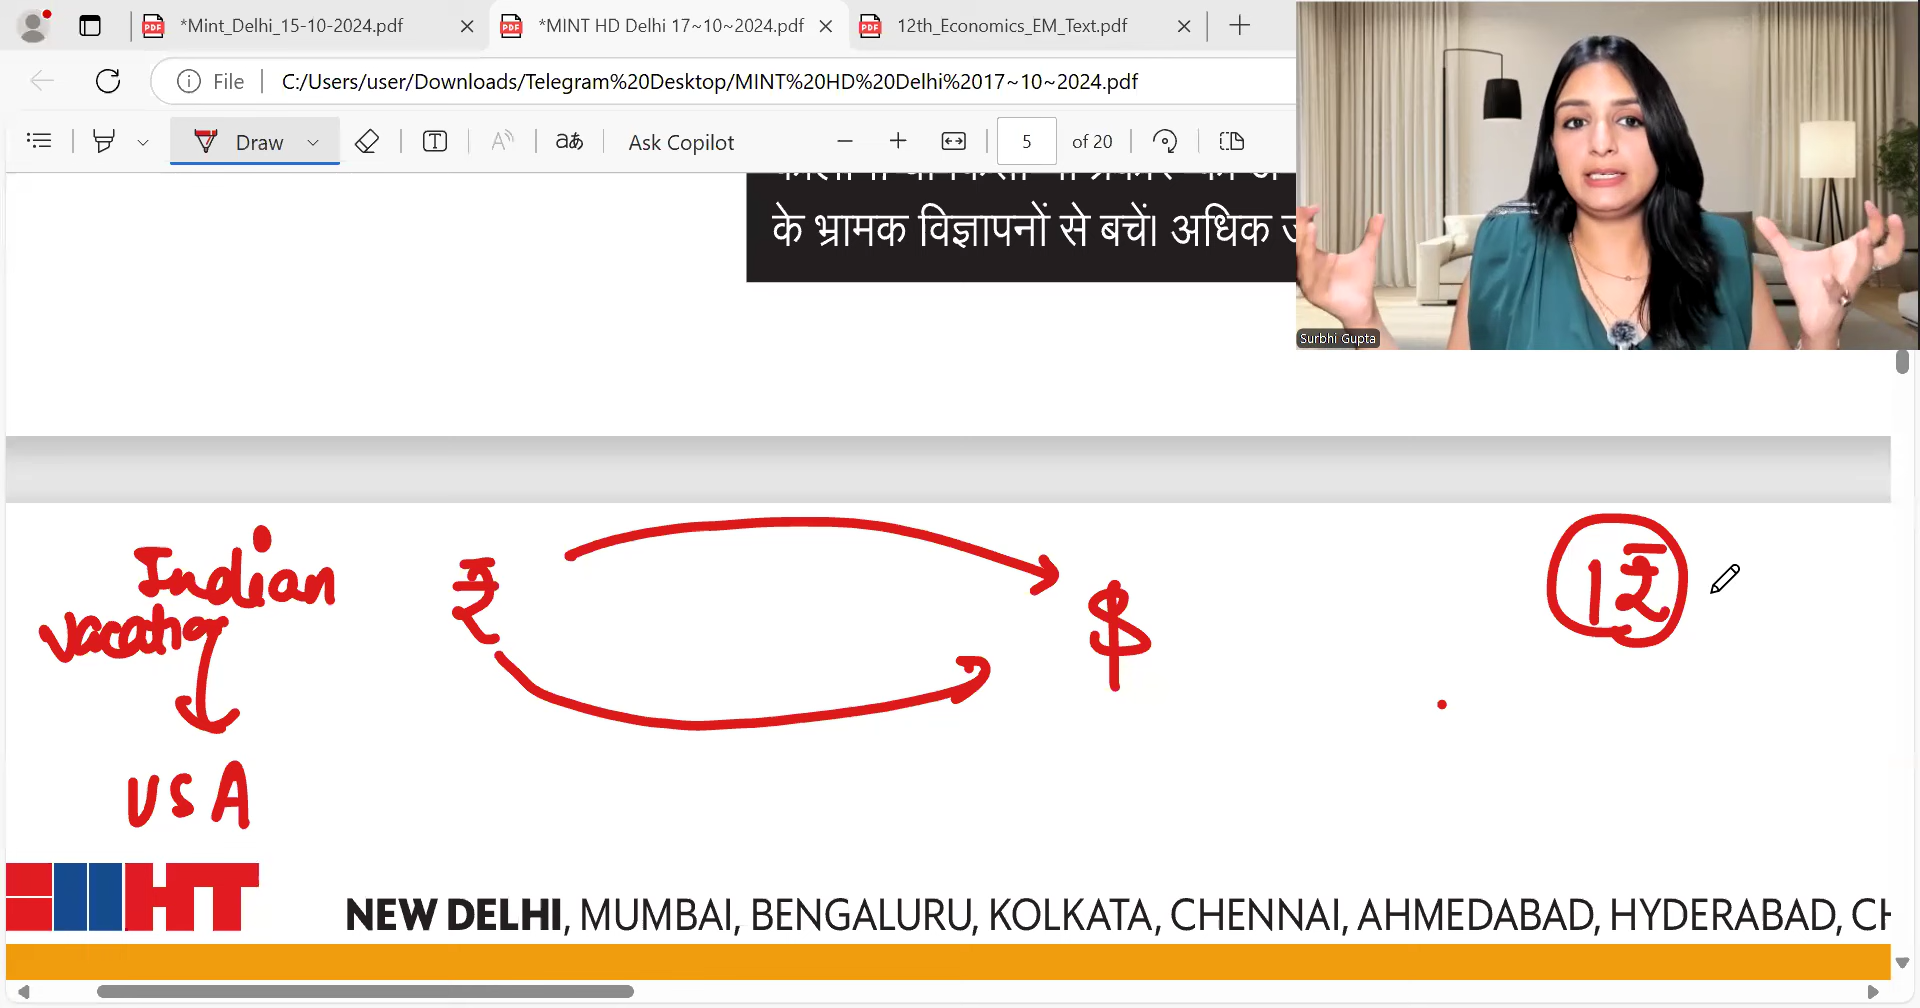 *Mint_Delhi_15-10-2024.pdf
*MINT HD Delhi 17~10~2024.pdf
12th_Economics_EM_Text.pdf
File
C:/Users/user/Downloads/Telegram%20Desktop/MINT%20HD%20Delhi%2017~10~2024.pdf
Draw
aあ
Ask Copilot
5
of 20
के भ्रामक विज्ञापनों से बचें। अधिक
Surbhi Gupta
Indian
vacation
USA
₹
$
1₹
HT
NEW DELHI, MUMBAI, BENGALURU, KOLKATA, CHENNAI, AHMEDABAD, HYDERABAD, CH